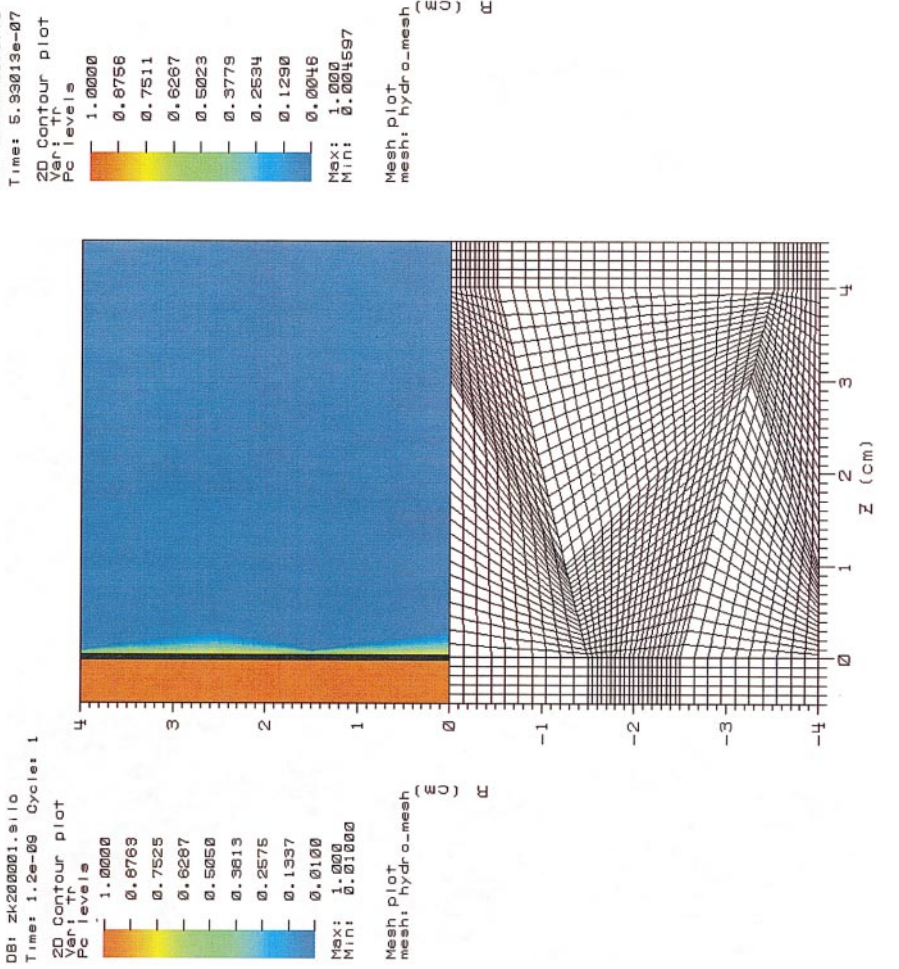 DB: zk200001.silo
Time: 1.2e-09 Cycle: 1
2D Contour plot
Var: tr
Pc levels
1.0000
0.8763
0.7525
0.6287
0.5050
0.3813
0.2575
0.1337
0.0100
Max: 1.000
Min: 0.01000
Mesh plot
mesh: hydro_mesh
R
(cm)
4
3
2
1
0
-1
-2
-3
-4
0
1
2
3
4
Z (cm)
Time: 5.93013e-07
2D Contour plot
Var: tr
Pc levels
1.0000
0.8756
0.7511
0.6267
0.5023
0.3779
0.2534
0.1290
0.0046
Max: 1.000
Min: 0.004597
Mesh plot
mesh: hydro_mesh
R
(cm)